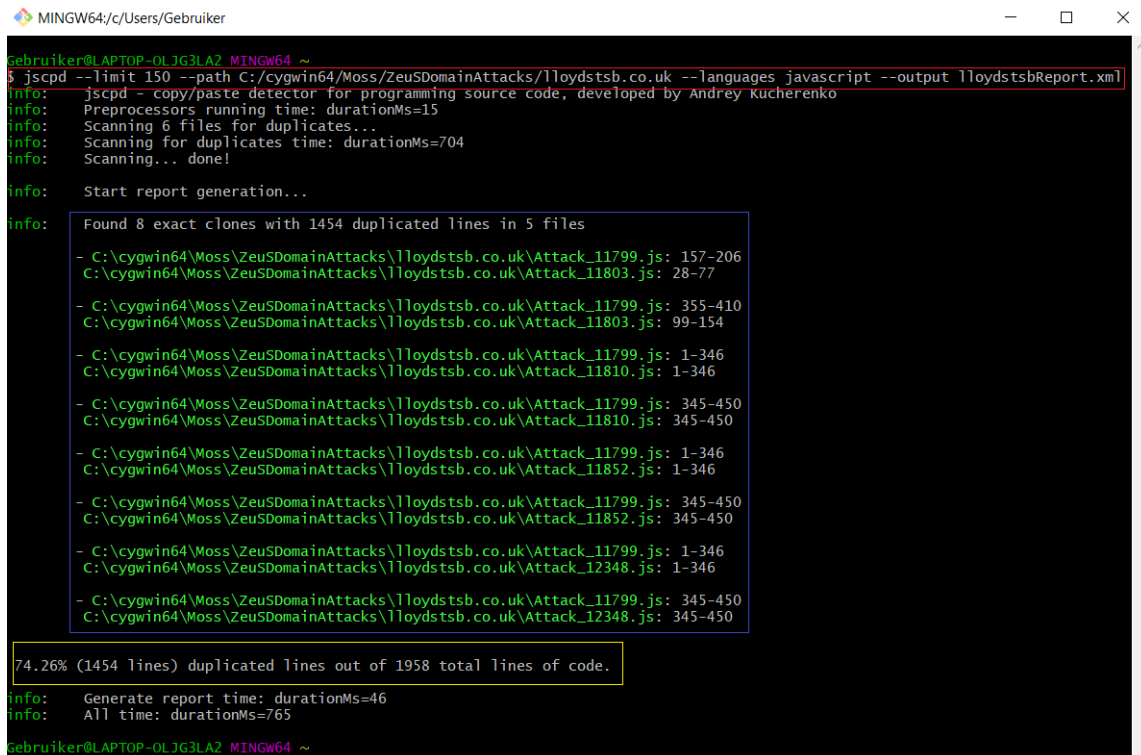 MINGW64:/c/Users/Gebruiker
Gebruiker@LAPTOP-OLJG3LA2 MINGW64 ~
$ jscpd --limit 150 --path C:/cygwin64/Moss/ZeuSDomainAttacks/lloydstsb.co.uk --languages javascript --output lloydstsbReport.xml
info: jscpd - copy/paste detector for programming source code, developed by Andrey Kucherenko
info: Preprocessors running time: durationMs=15
info: Scanning 6 files for duplicates...
info: Scanning for duplicates time: durationMs=704
info: Scanning... done!
info: Start report generation...
info: Found 8 exact clones with 1454 duplicated lines in 5 files
- C:\cygwin64\Moss\ZeuSDomainAttacks\lloydstsb.co.uk\Attack_11799.js: 157-206
C:\cygwin64\Moss\ZeuSDomainAttacks\lloydstsb.co.uk\Attack_11803.js: 28-77
- C:\cygwin64\Moss\ZeuSDomainAttacks\lloydstsb.co.uk\Attack_11799.js: 355-410
C:\cygwin64\Moss\ZeuSDomainAttacks\lloydstsb.co.uk\Attack_11803.js: 99-154
- C:\cygwin64\Moss\ZeuSDomainAttacks\lloydstsb.co.uk\Attack_11799.js: 1-346
C:\cygwin64\Moss\ZeuSDomainAttacks\lloydstsb.co.uk\Attack_11810.js: 1-346
- C:\cygwin64\Moss\ZeuSDomainAttacks\lloydstsb.co.uk\Attack_11799.js: 345-450
C:\cygwin64\Moss\ZeuSDomainAttacks\lloydstsb.co.uk\Attack_11810.js: 345-450
- C:\cygwin64\Moss\ZeuSDomainAttacks\lloydstsb.co.uk\Attack_11799.js: 1-346
C:\cygwin64\Moss\ZeuSDomainAttacks\lloydstsb.co.uk\Attack_11852.js: 1-346
- C:\cygwin64\Moss\ZeuSDomainAttacks\lloydstsb.co.uk\Attack_11799.js: 345-450
C:\cygwin64\Moss\ZeuSDomainAttacks\lloydstsb.co.uk\Attack_11852.js: 345-450
- C:\cygwin64\Moss\ZeuSDomainAttacks\lloydstsb.co.uk\Attack_11799.js: 1-346
C:\cygwin64\Moss\ZeuSDomainAttacks\lloydstsb.co.uk\Attack_12348.js: 1-346
- C:\cygwin64\Moss\ZeuSDomainAttacks\lloydstsb.co.uk\Attack_11799.js: 345-450
C:\cygwin64\Moss\ZeuSDomainAttacks\lloydstsb.co.uk\Attack_12348.js: 345-450
74.26% (1454 lines) duplicated lines out of 1958 total lines of code.
info: Generate report time: durationMs=46
info: All time: durationMs=765
Gebruiker@LAPTOP-OLJG3LA2 MINGW64 ~